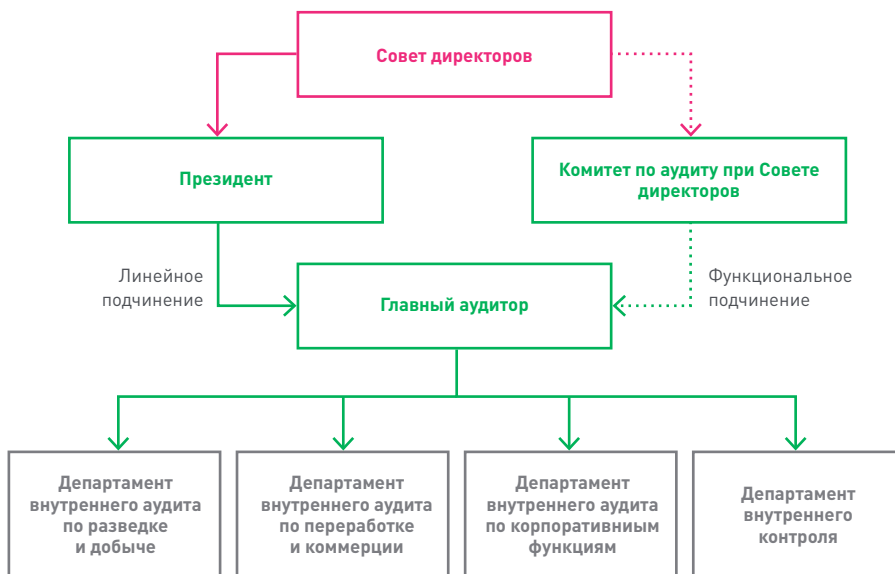 Совет директоров
Президент
Комитет по аудиту при Совете
директоров
Линейное
подчинение
Главный аудитор
Функциональное
подчинение
Департамент
внутреннего аудита
по разведке
и добыче
Департамент
внутреннего аудита
по переработке
и коммерции
Департамент
внутреннего аудита
по корпоративниым
функциям
Департамент
внутреннего
контроля